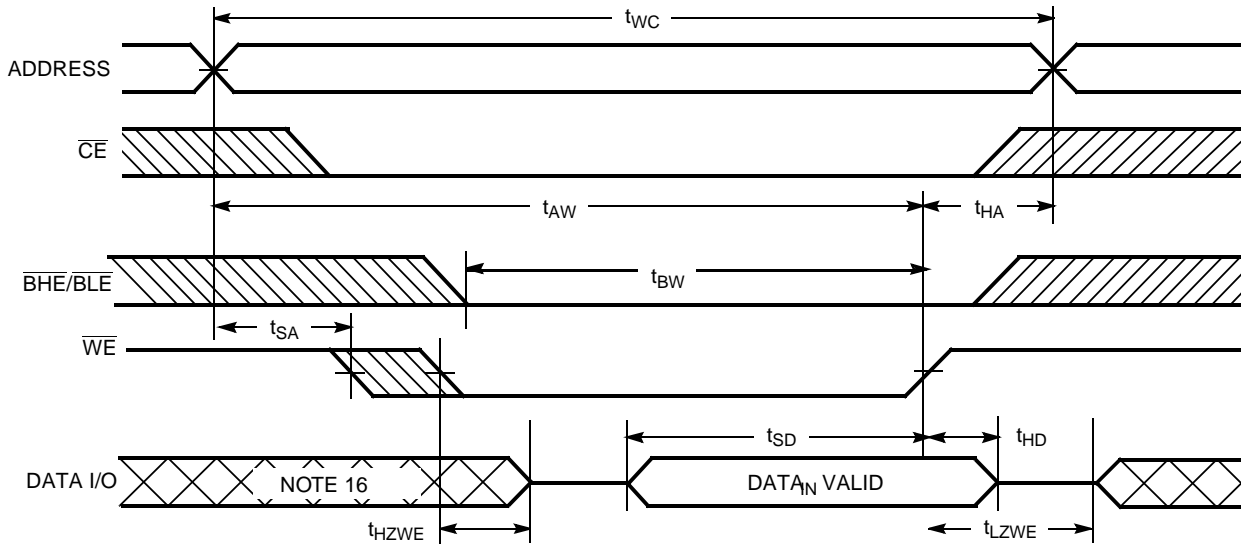 tWC
ADDRESS
CE
tAW
tHA
BHE/BLE
tBW
tSA
WE
tSD
tHD
DATA I/O
NOTE 16
DATAIN VALID
tHZWE
tLZWE